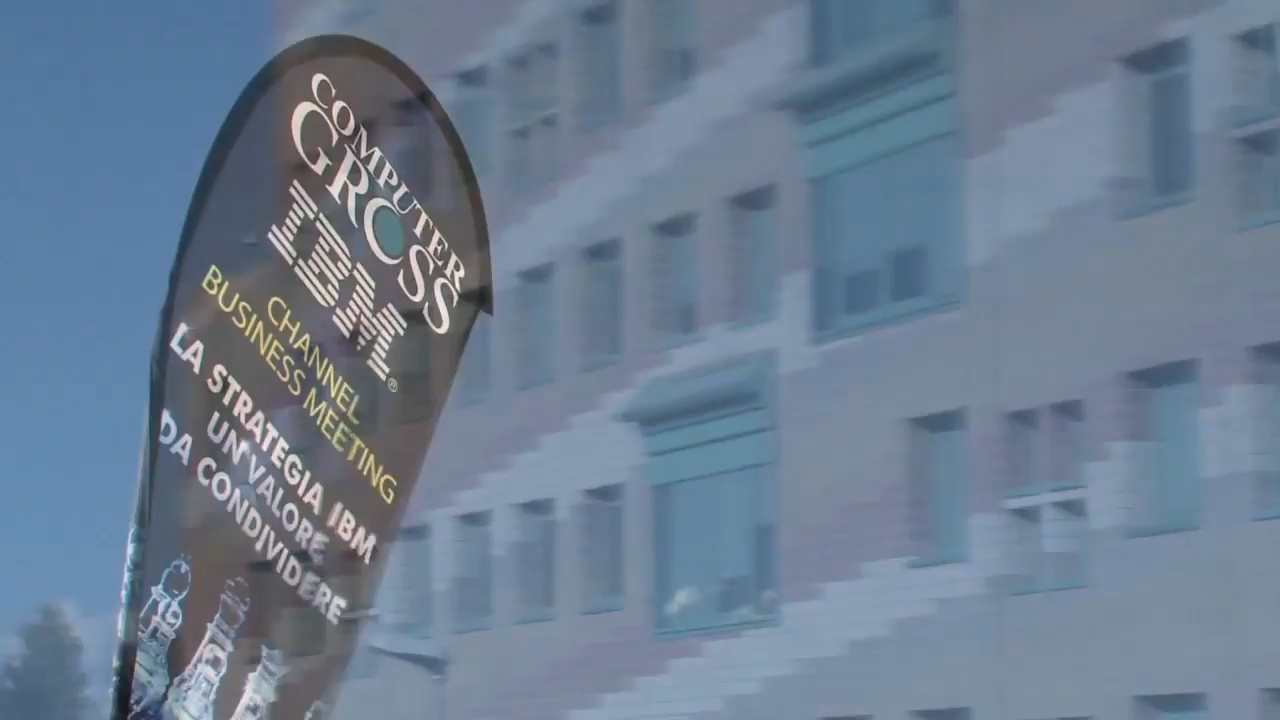 COMPUTER
GROSS
IBM®
CHANNEL
BUSINESS MEETING
LA STRATEGIA IBM
UN'VALORE
DA CONDIVIDERE